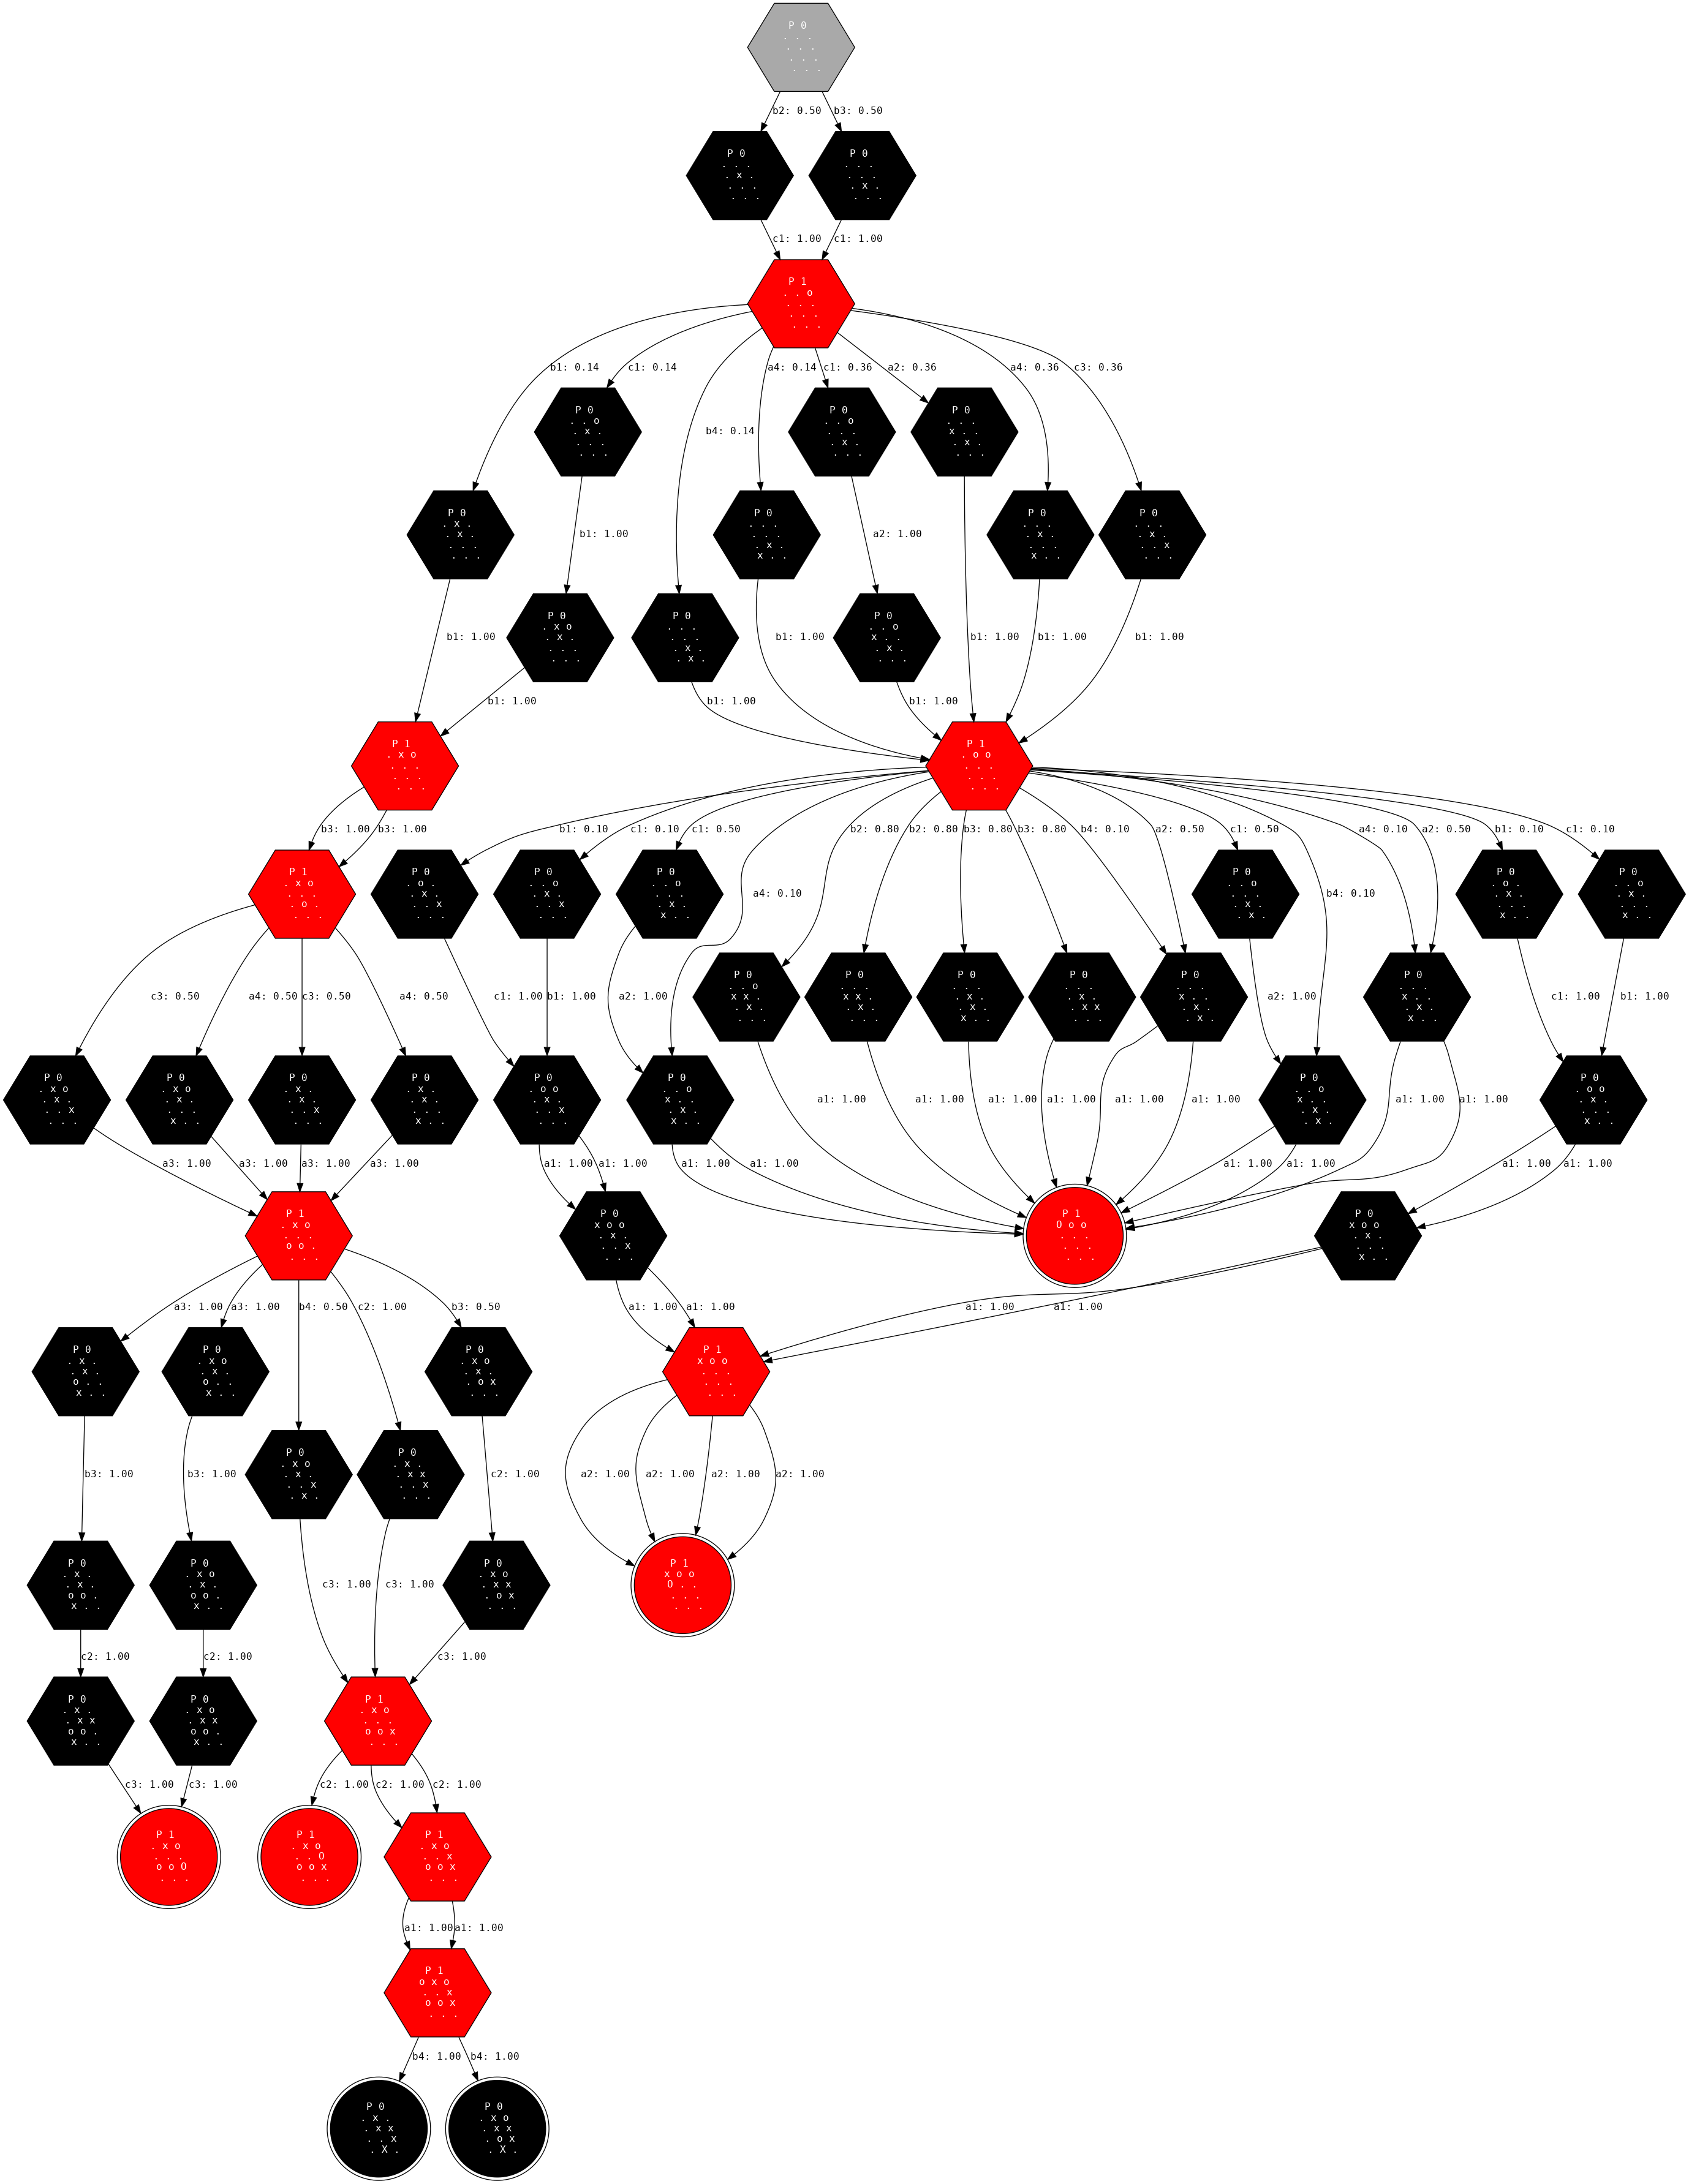 P 0
. . .
. . .
. . .
. . .
b2: 0.50
b3: 0.50
P 0
. . .
. x .
. . .
. . .
P 0
. . .
. . .
. x .
. . .
c1: 1.00
c1: 1.00
P 1
. . o
. . .
. . .
. . .
b1: 0.14
c1: 0.14
b4: 0.14
a4: 0.14
c1: 0.36
a2: 0.36
a4: 0.36
c3: 0.36
P 0
. . o
. x .
. . .
. . .
P 0
. . o
. . .
. x .
. . .
P 0
. . .
x . .
. x .
. . .
P 0
. x .
. x .
. . .
. . .
P 0
. . .
. . .
. x .
x . .
P 0
. . .
. x .
. . .
x . .
P 0
. . .
. x .
. . x
. . .
b1: 1.00
a2: 1.00
P 0
. x o
. x .
. . .
. . .
P 0
. . .
. . .
. x .
. x .
P 0
. . o
x . .
. x .
. . .
b1: 1.00
b1: 1.00
b1: 1.00
b1: 1.00
b1: 1.00
b1: 1.00
b1: 1.00
b1: 1.00
P 1
. x o
. . .
. . .
. . .
P 1
. o o
. . .
. . .
. . .
b3: 1.00
b3: 1.00
b1: 0.10
c1: 0.10
c1: 0.50
a4: 0.10
b2: 0.80
b2: 0.80
b3: 0.80
b3: 0.80
b4: 0.10
a2: 0.50
c1: 0.50
b4: 0.10
a4: 0.10
a2: 0.50
b1: 0.10
c1: 0.10
P 1
. x o
. . .
. o .
. . .
P 0
. o .
. x .
. . x
. . .
P 0
. . o
. x .
. . x
. . .
P 0
. . o
. . .
. x .
x . .
P 0
. . o
. . .
. x .
. x .
P 0
. o .
. x .
. . .
x . .
P 0
. . o
. x .
. . .
x . .
c3: 0.50
a4: 0.50
c3: 0.50
a4: 0.50
c1: 1.00
b1: 1.00
a2: 1.00
P 0
. . o
x x .
. x .
. . .
P 0
. . .
x x .
. x .
. . .
P 0
. . .
. x .
. x .
x . .
P 0
. . .
. x .
. x x
. . .
P 0
. . .
x . .
. x .
. x .
a2: 1.00
P 0
. . .
x . .
. x .
x . .
c1: 1.00
b1: 1.00
P 0
. x o
. x .
. . x
. . .
P 0
. x o
. x .
. . .
x . .
P 0
. x .
. x .
. . x
. . .
P 0
. x .
. x .
. . .
x . .
P 0
. o o
. x .
. . x
. . .
P 0
. . o
x . .
. x .
x . .
a1: 1.00
a1: 1.00
a1: 1.00
a1: 1.00
a1: 1.00
a1: 1.00
P 0
. . o
x . .
. x .
. x .
a1: 1.00
a1: 1.00
P 0
. o o
. x .
. . .
x . .
a3: 1.00
a3: 1.00
a3: 1.00
a3: 1.00
a1: 1.00
a1: 1.00
a1: 1.00
a1: 1.00
a1: 1.00
a1: 1.00
a1: 1.00
a1: 1.00
P 1
. x o
. . .
o o .
. . .
P 0
x o o
. x .
. . x
. . .
P 1
O o o
. . .
. . .
. . .
P 0
x o o
. x .
. . .
x . .
a3: 1.00
a3: 1.00
b4: 0.50
c2: 1.00
b3: 0.50
a1: 1.00
a1: 1.00
a1: 1.00
a1: 1.00
P 0
. x .
. x .
o . .
x . .
P 0
. x o
. x .
o . .
x . .
P 0
. x o
. x .
. o x
. . .
P 1
x o o
. . .
. . .
. . .
b3: 1.00
b3: 1.00
P 0
. x o
. x .
. . x
. x .
P 0
. x .
. x x
. . x
. . .
c2: 1.00
a2: 1.00
a2: 1.00
a2: 1.00
a2: 1.00
P 0
. x .
. x .
o o .
x . .
P 0
. x o
. x .
o o .
x . .
c3: 1.00
c3: 1.00
P 0
. x o
. x x
. o x
. . .
P 1
x o o
O . .
. . .
. . .
c2: 1.00
c2: 1.00
c3: 1.00
P 0
. x .
. x x
o o .
x . .
P 0
. x o
. x x
o o .
x . .
P 1
. x o
. . .
o o x
. . .
c3: 1.00
c3: 1.00
c2: 1.00
c2: 1.00
c2: 1.00
P 1
. x o
. . .
o o O
. . .
P 1
. x o
. . O
o o x
. . .
P 1
. x o
. . x
o o x
. . .
a1: 1.00
a1: 1.00
P 1
o x o
. . x
o o x
. . .
b4: 1.00
b4: 1.00
P 0
. x .
. x x
. . x
. X .
P 0
. x o
. x x
. o x
. X .